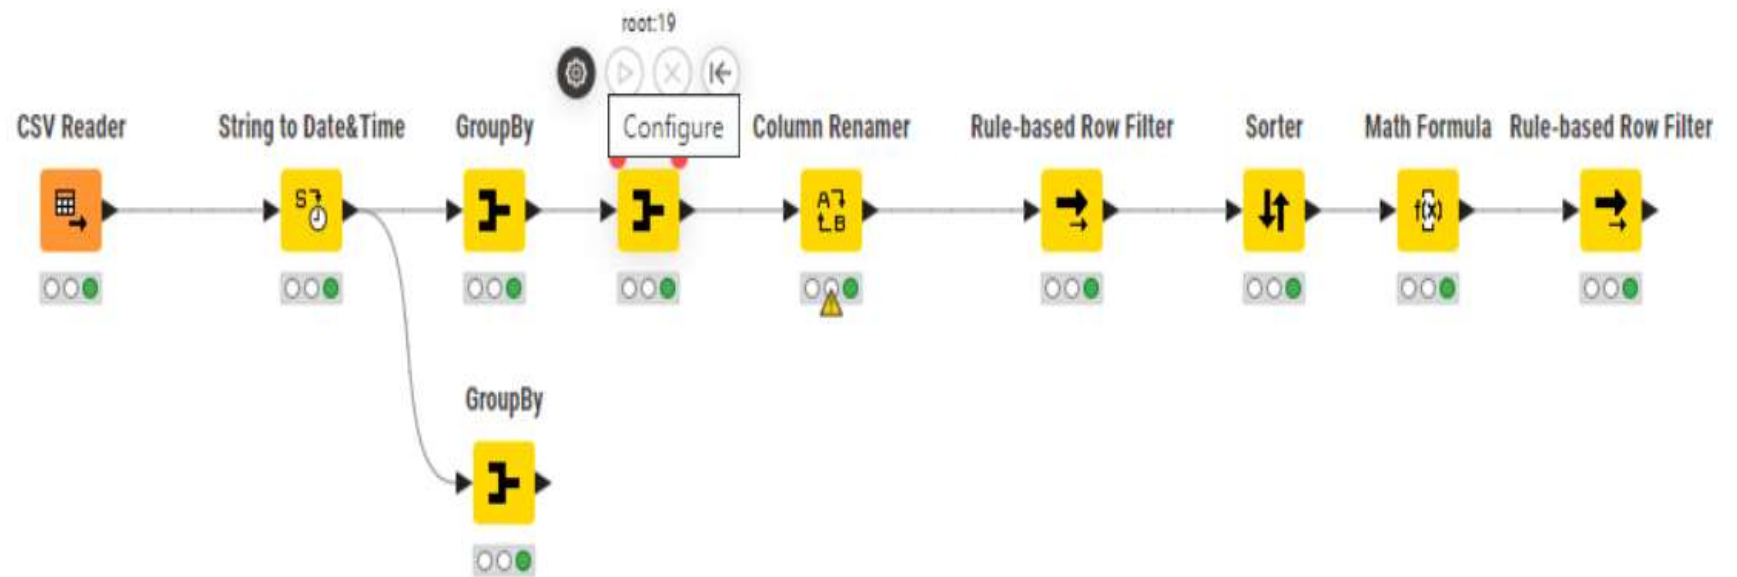 root:19
CSV Reader
String to Date&Time
GroupBy
Configure
Column Renamer
Rule-based Row Filter
Sorter
Math Formula
Rule-based Row Filter
S
A
B
f(x)
GroupBy